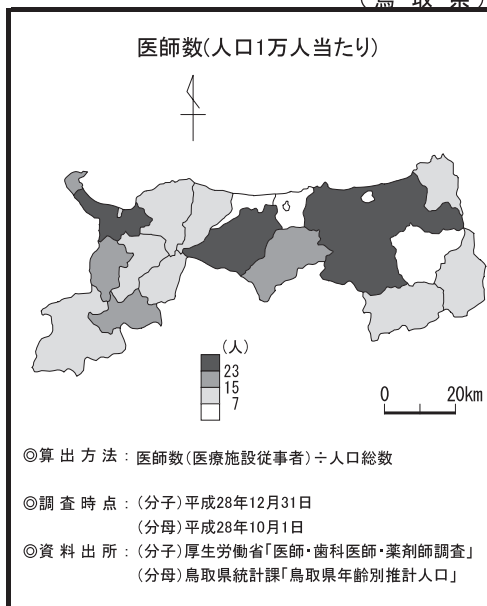 (鳥取県)
医師数(人口1万人当たり)
(人)
23
15
7
0 20km
◎算出方法：医師数(医療施設従事者)÷人口総数
◎調査時点：(分子)平成28年12月31日
(分母)平成28年10月1日
◎資料出所：(分子)厚生労働省「医師・歯科医師・薬剤師調査」
(分母)鳥取県統計課「鳥取県年齢別推計人口」